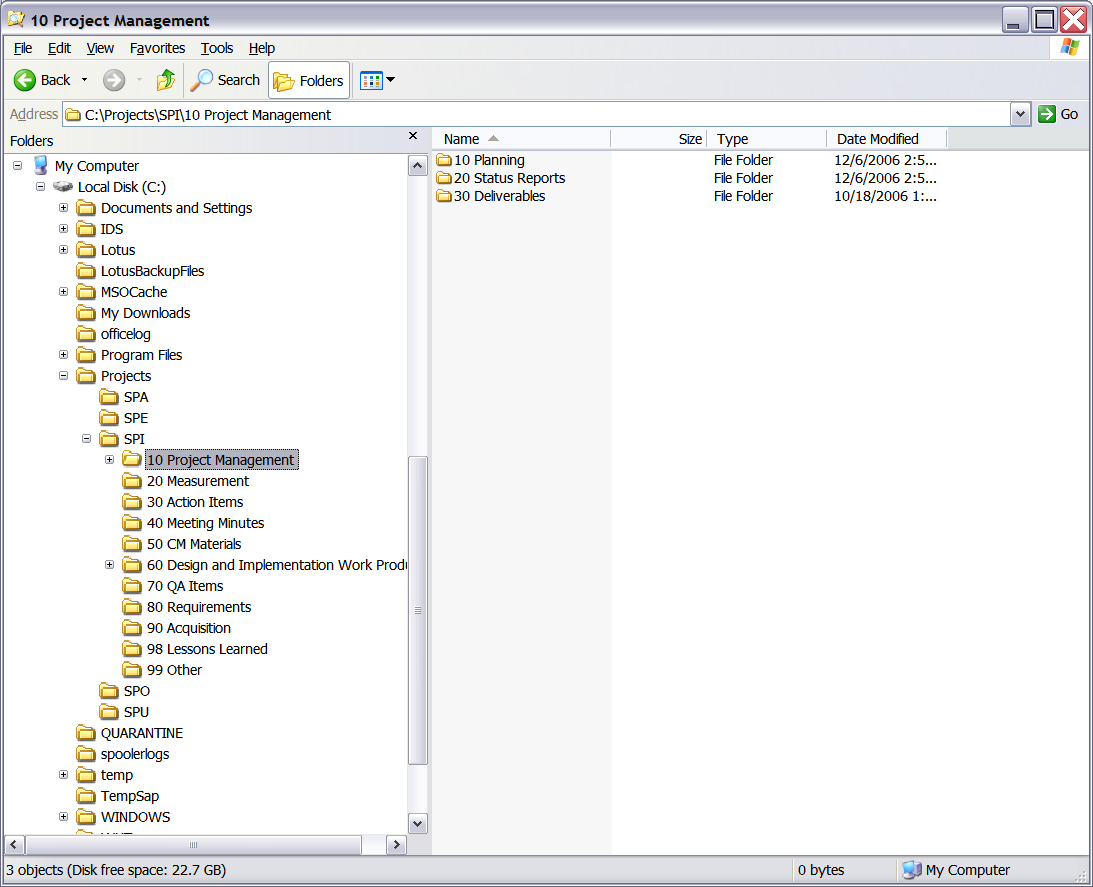 10 Project Management
File Edit View Favorites Tools Help
Back Search Folders
Address C:\Projects\SPI\10 Project Management Go
Folders
My Computer
Local Disk (C:)
Documents and Settings
IDS
Lotus
LotusBackupFiles
MSOCache
My Downloads
officelog
Program Files
Projects
SPA
SPE
SPI
10 Project Management
20 Measurement
30 Action Items
40 Meeting Minutes
50 CM Materials
60 Design and Implementation Work Produ
70 QA Items
80 Requirements
90 Acquisition
98 Lessons Learned
99 Other
SPO
SPU
QUARANTINE
spoolerlogs
temp
TempSap
WINDOWS
Name Size Type Date Modified
10 Planning File Folder 12/6/2006 2:5...
20 Status Reports File Folder 12/6/2006 2:5...
30 Deliverables File Folder 10/18/2006 1:...
3 objects (Disk free space: 22.7 GB) 0 bytes My Computer